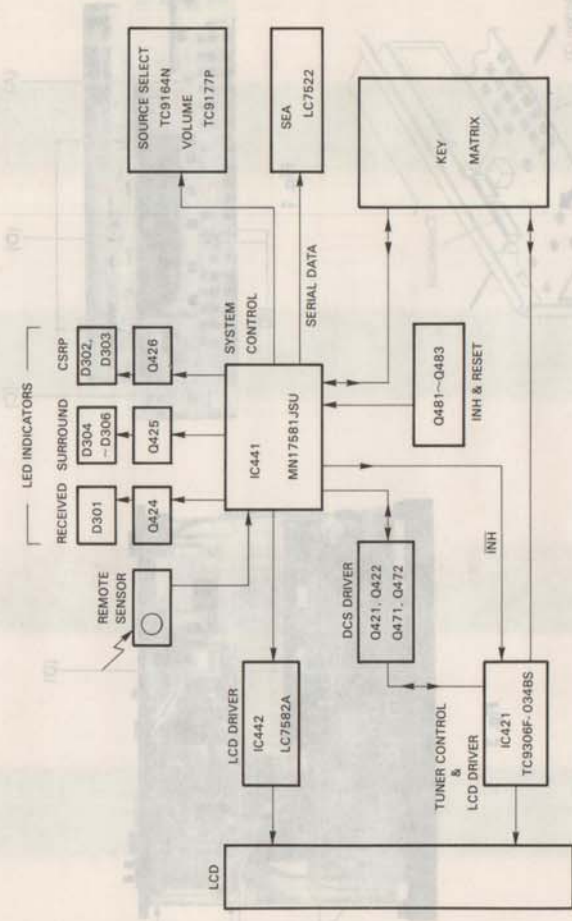 LED INDICATORS
RECEIVED
SURROUND
CSRP
D301
D304
~D306
D302,
D303
Q424
Q425
Q426
REMOTE
SENSOR
SOURCE SELECT
TC9164N
VOLUME
TC9177P
LCD DRIVER
IC442
LC7582A
IC441
MN17581JSU
SYSTEM
CONTROL
SERIAL DATA
SEA
LC7522
LCD
DCS DRIVER
Q421, Q422
Q471, Q472
Q481~Q483
INH & RESET
KEY
MATRIX
TUNER CONTROL
&
LCD DRIVER
IC421
TC9306F-034BS
INH